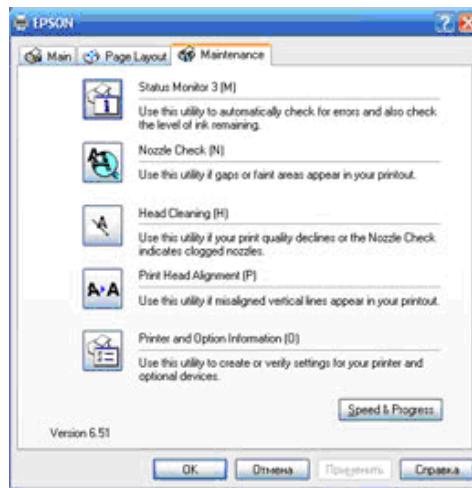 EPSON
Main
Page Layout
Maintenance
Status Monitor 3 (M)
Use this utility to automatically check for errors and also check
the level of ink remaining.
Nozzle Check (N)
Use this utility if gaps or faint areas appear in your printout.
Head Cleaning (H)
Use this utility if your print quality declines or the Nozzle Check
indicates clogged nozzles.
Print Head Alignment (P)
Use this utility if misaligned vertical lines appear in your printout.
Printer and Option Information (O)
Use this utility to create or verify settings for your printer and
optional devices.
Speed & Progress
Version 6.51
OK
Отмена
Применить
Справка